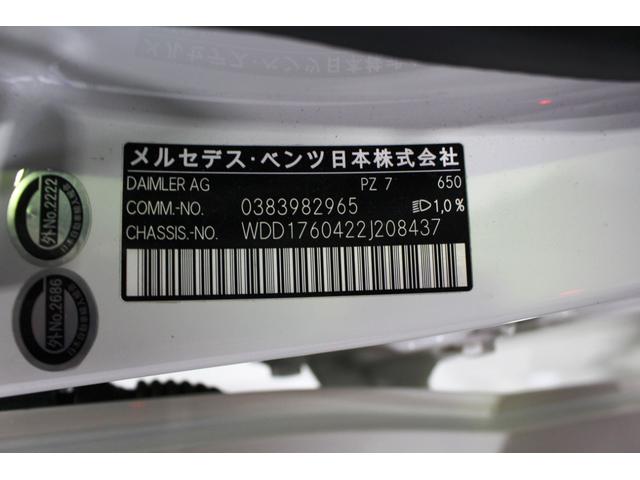 メルセデス・ベンツ日本株式会社
DAIMLER AG PZ 7 650
COMM.-NO. 0383982965 1,0%
CHASSIS.-NO. WDD1760422J208437
外No.2222
外No.2686